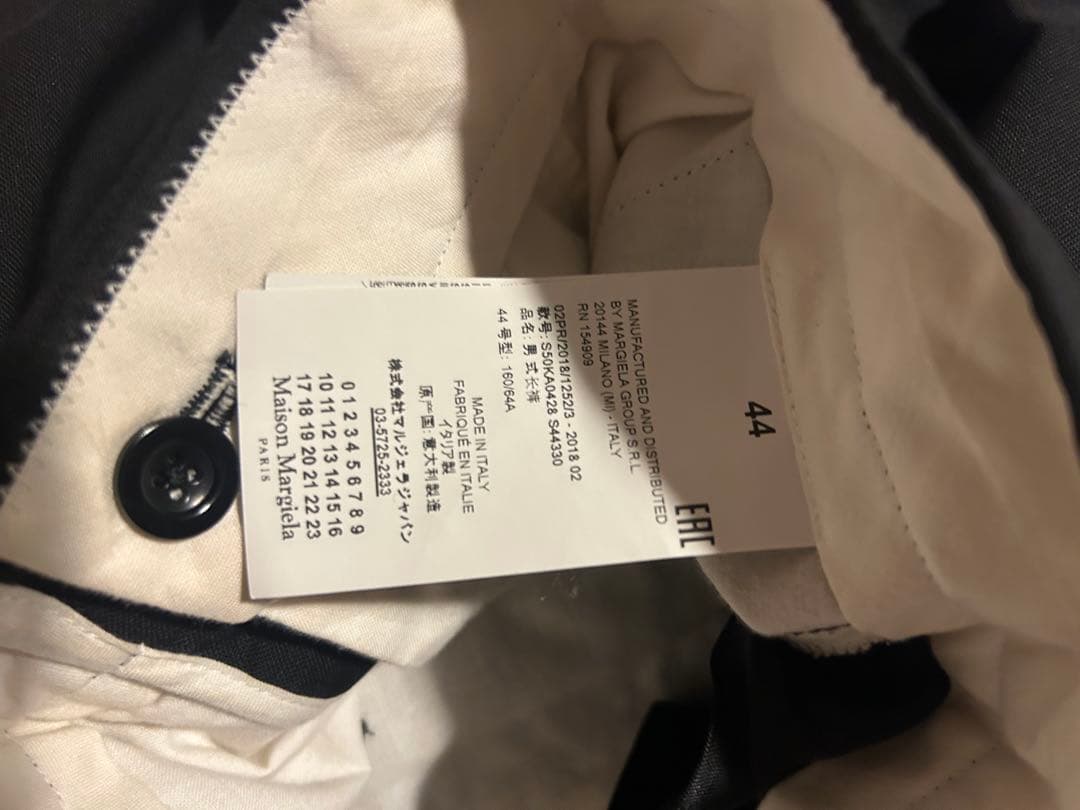 44
EAC
MANUFACTURED AND DISTRIBUTED
BY MARGIELA GROUP S.R.L
20144 MILANO (MI) - ITALY
RN 154909
02PR/2018/1252/3 - 2018 02
款号: S50KA0428 S44330
品名: 男式长裤
44 号型: 160/64A
MADE IN ITALY
FABRIQUÉ EN ITALIE
イタリア製
原产国: 意大利製造
株式会社マルジェラジャパン
03-5725-2333
0 1 2 3 4 5 6 7 8 9
10 11 12 13 14 15 16
17 18 19 20 21 22 23
Maison Margiela
PARIS